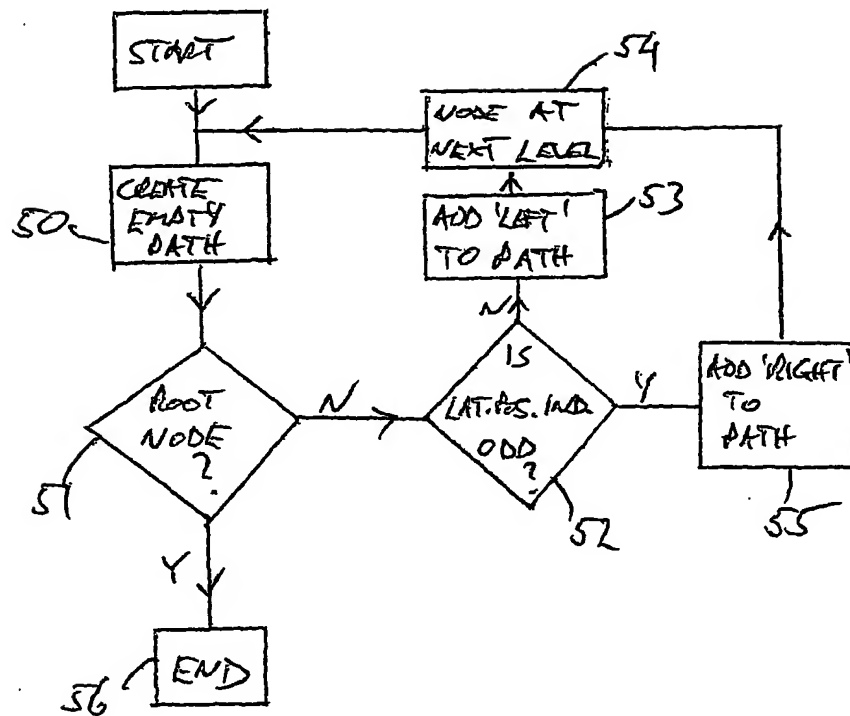 START
50
CREATE
EMPTY
PATH
54
NODE AT
NEXT LEVEL
53
ADD 'LEFT'
TO PATH
N
51
ROOT
NODE
?
N
IS
LAT. POS. IND.
ODD
?
52
Y
ADD 'RIGHT'
TO
PATH
55
Y
END
56